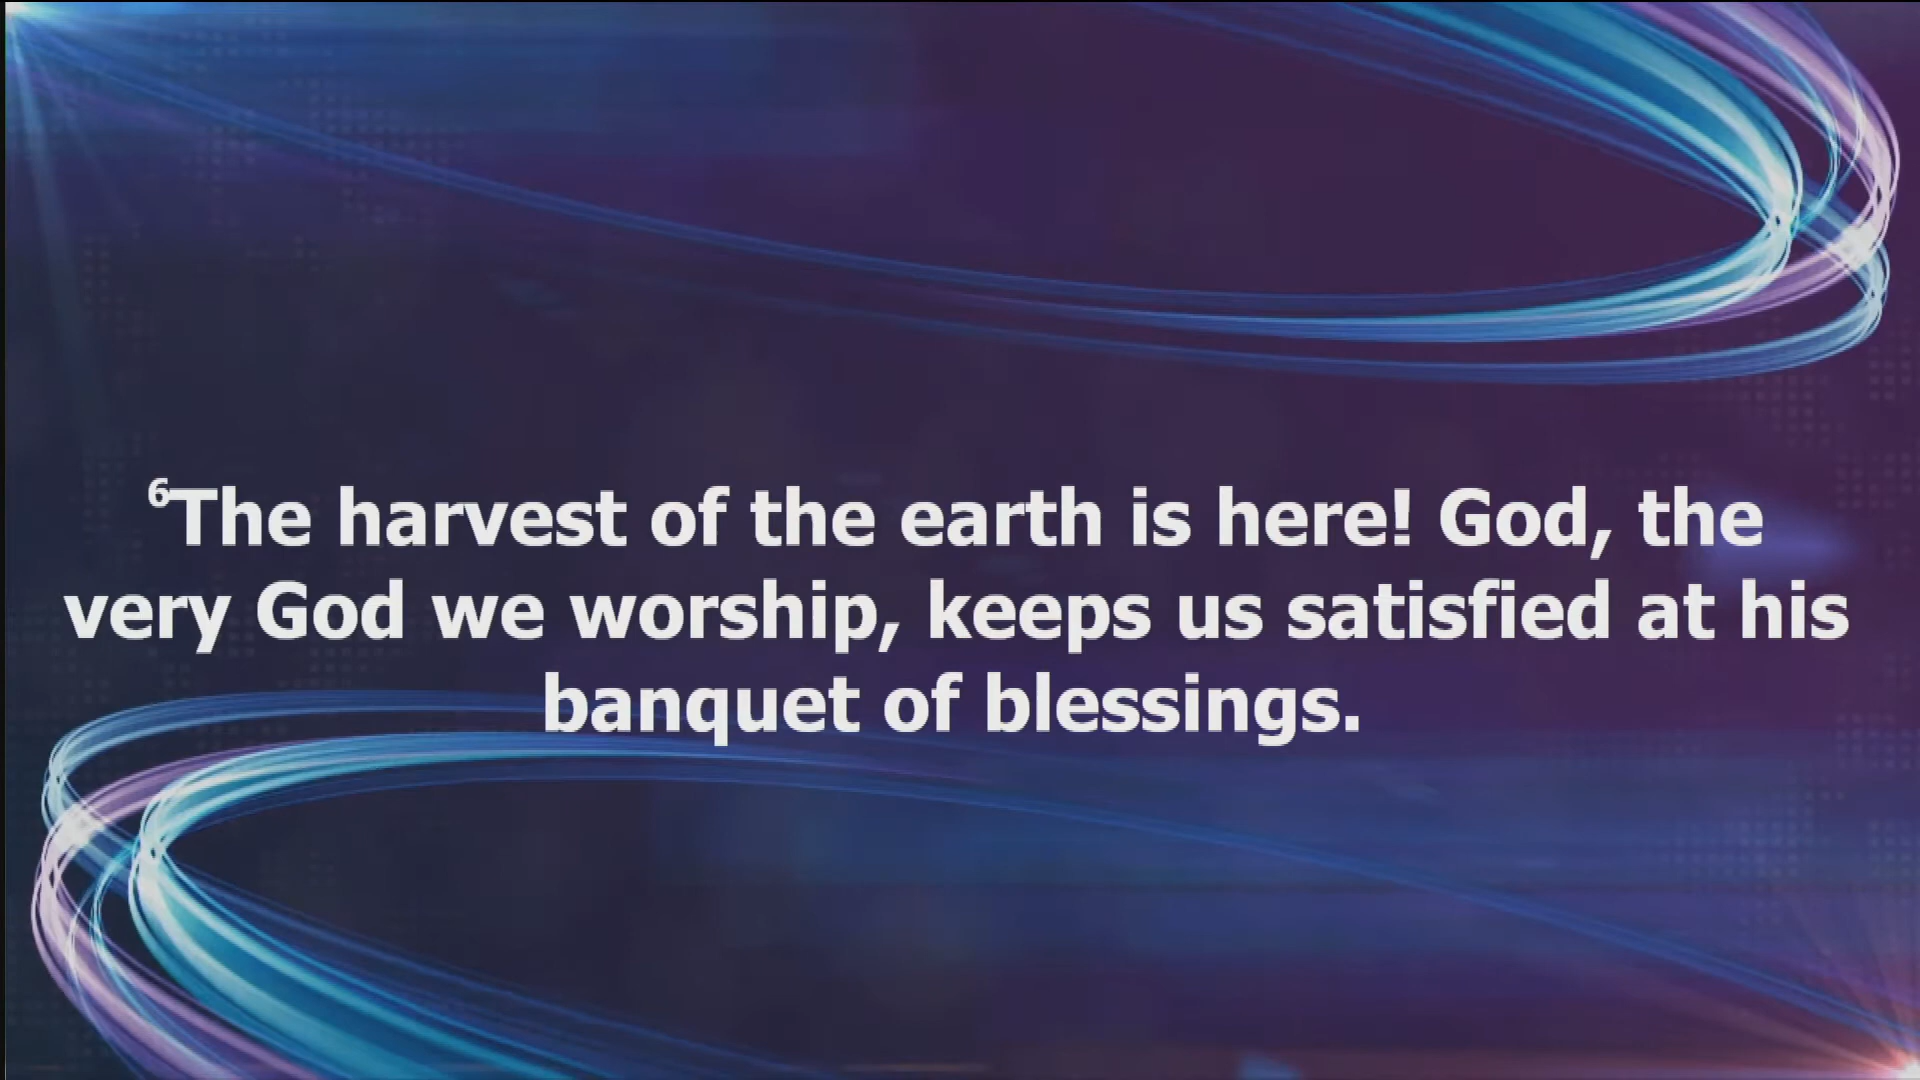 ⁶The harvest of the earth is here! God, the
very God we worship, keeps us satisfied at his
banquet of blessings.